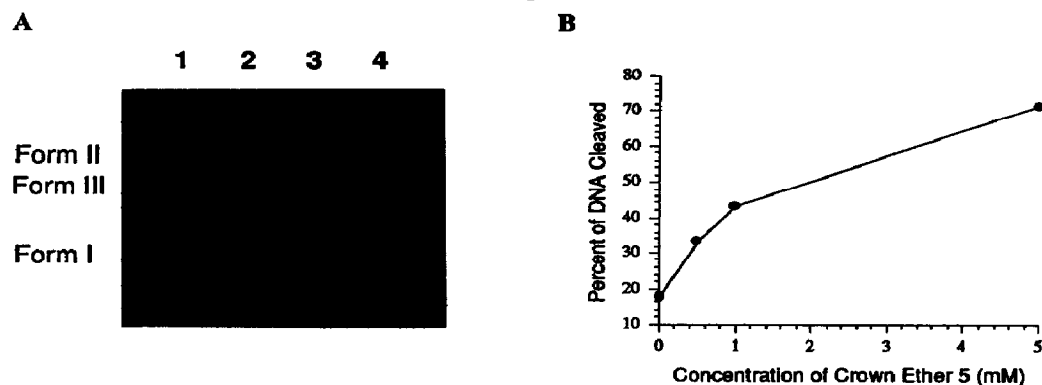 A
1 2 3 4
Form II
Form III
Form I
B
80
70
60
50
40
30
20
10
Percent of DNA Cleaved
0 1 2 3 4 5
Concentration of Crown Ether 5 (mM)